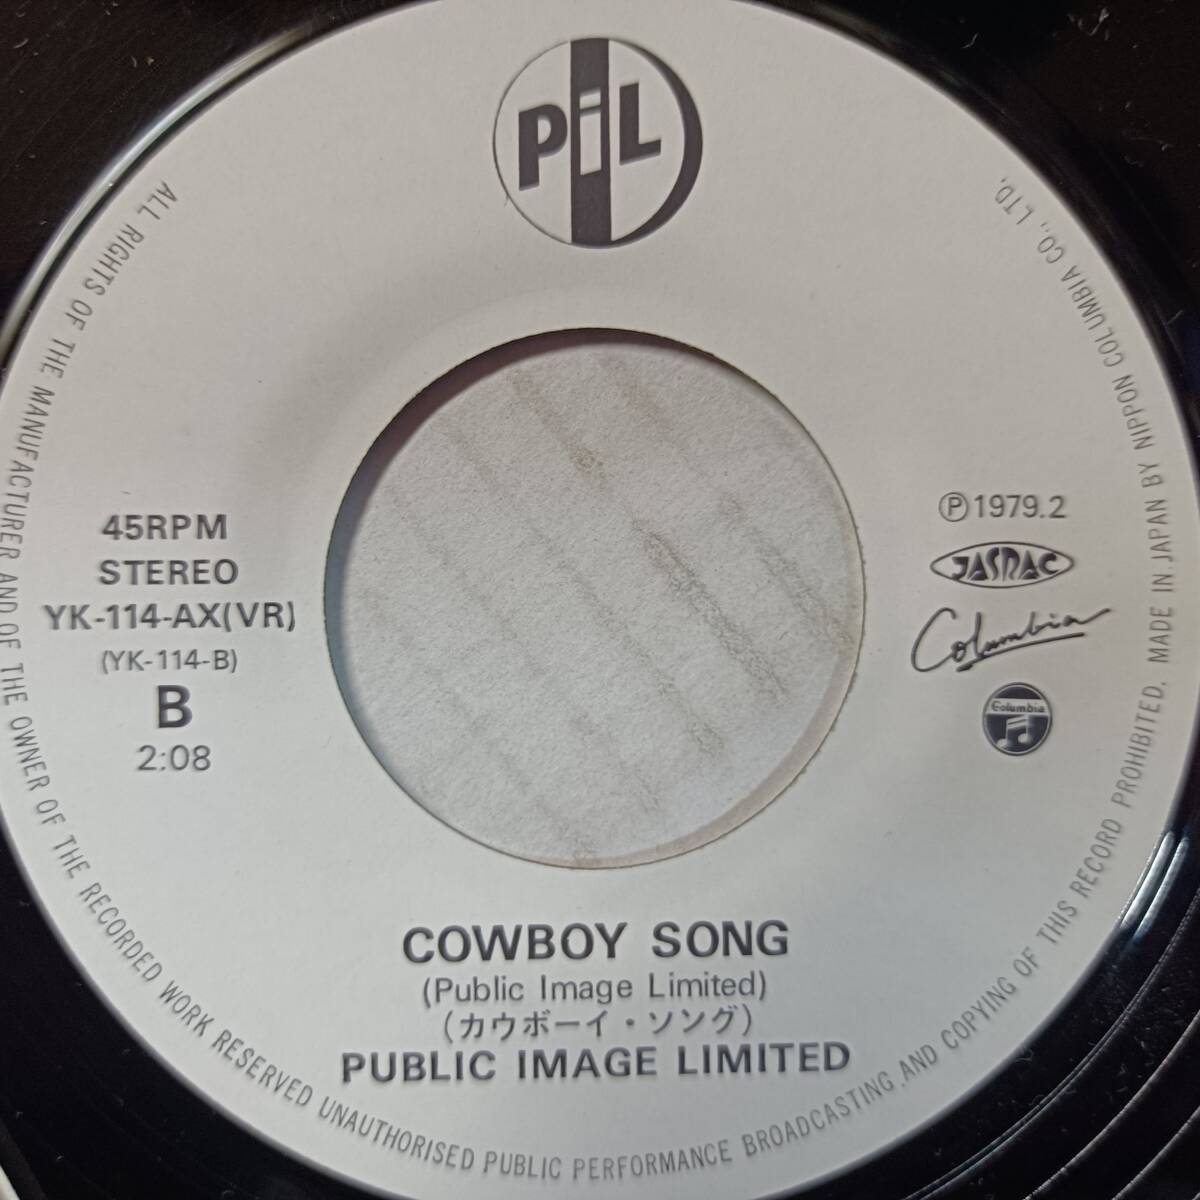 PiL
45RPM
STEREO
YK-114-AX(VR)
(YK-114-B)
B
2:08
Ⓟ1979.2
JASRAC
Columbia
Columbia
COWBOY SONG
(Public Image Limited)
(カウボーイ・ソング)
PUBLIC IMAGE LIMITED
ALL RIGHTS OF THE MANUFACTURER AND OF THE OWNER OF THE RECORDED WORK RESERVED UNAUTHORISED PUBLIC PERFORMANCE BROADCASTING AND COPYING OF THIS RECORD PROHIBITED. MADE IN JAPAN BY NIPPON COLUMBIA CO., LTD.